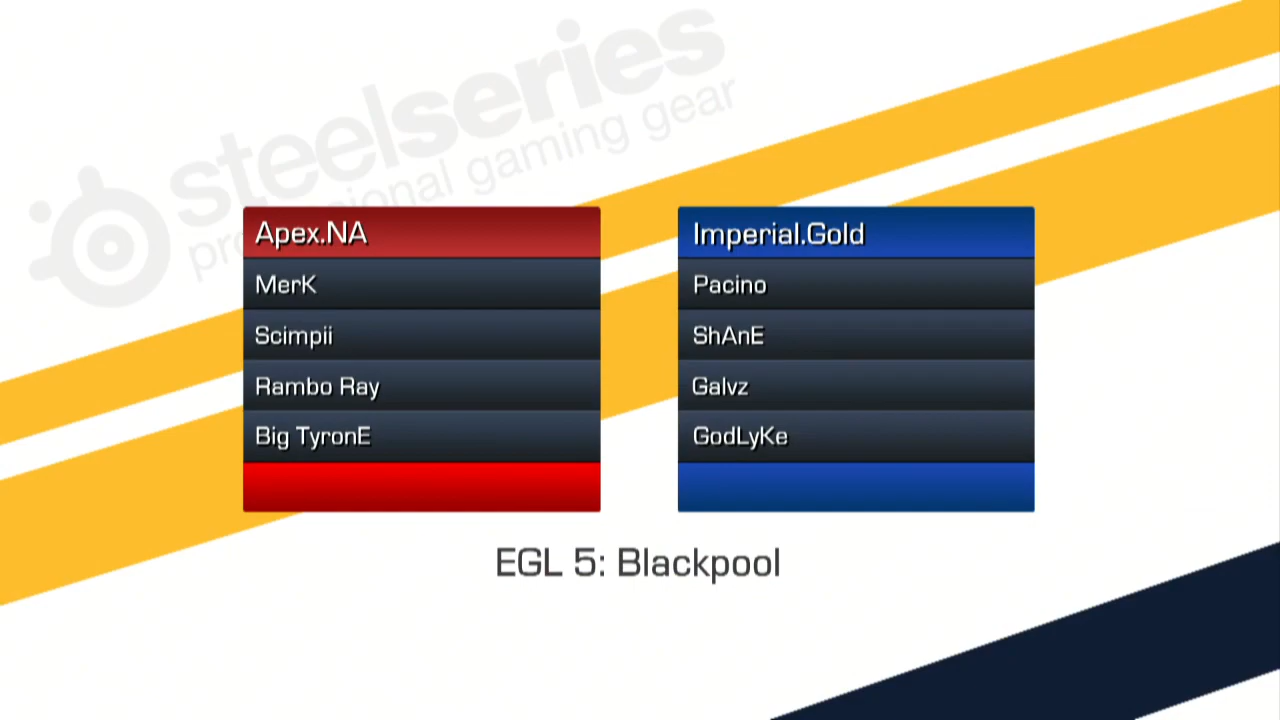 steelseries
professional gaming gear
Apex.NA
MerK
Scimpii
Rambo Ray
Big TyronE
Imperial.Gold
Pacino
ShAnE
Galvz
GodLyKe
EGL 5: Blackpool